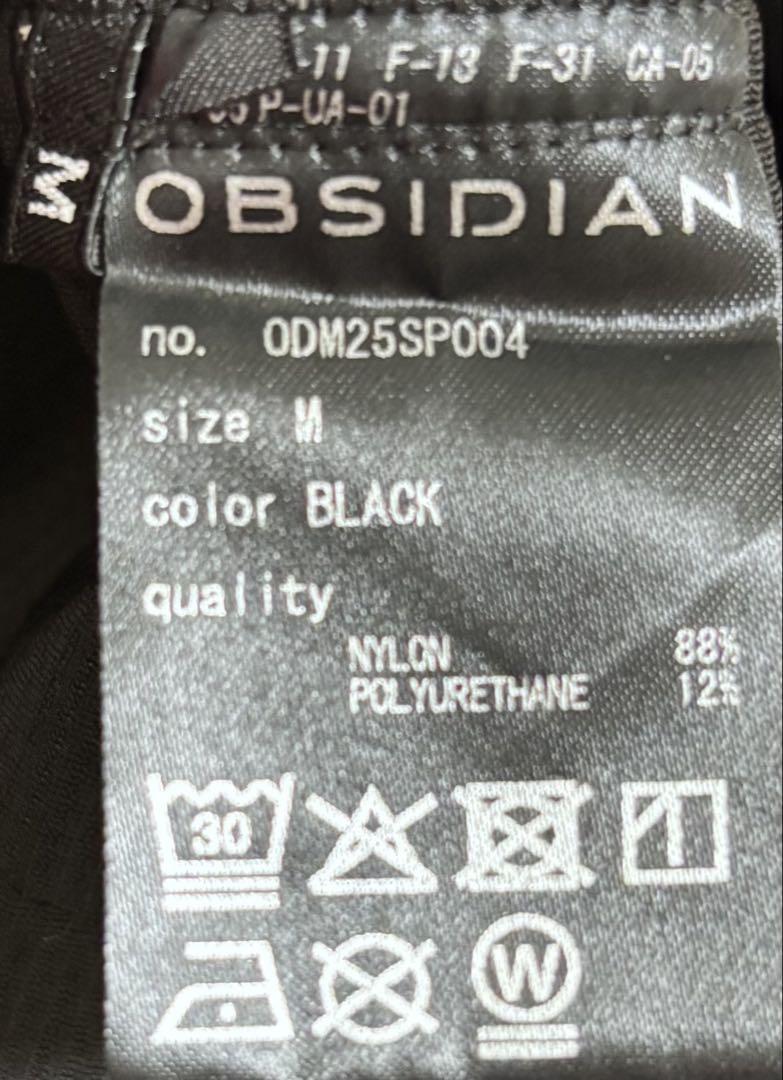 -11 F-13 F-31 CA-05
P-UA-01
M
OBSIDIAN
no. ODM25SP004
size M
color BLACK
quality
NYLON 88%
POLYURETHANE 12%
30
W